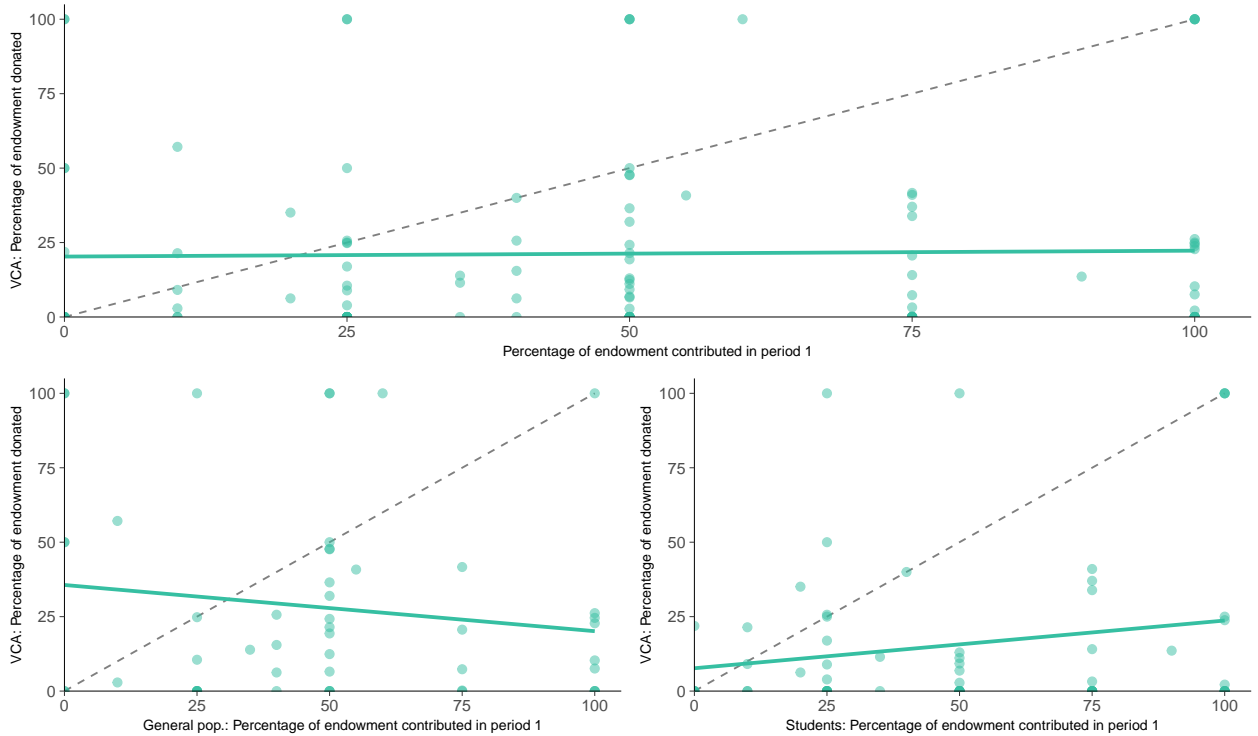 100
75
50
25
0
VCA: Percentage of endowment donated
0 25 50 75 100
Percentage of endowment contributed in period 1
100
75
50
25
0
VCA: Percentage of endowment donated
0 25 50 75 100
General pop.: Percentage of endowment contributed in period 1
100
75
50
25
0
VCA: Percentage of endowment donated
0 25 50 75 100
Students: Percentage of endowment contributed in period 1